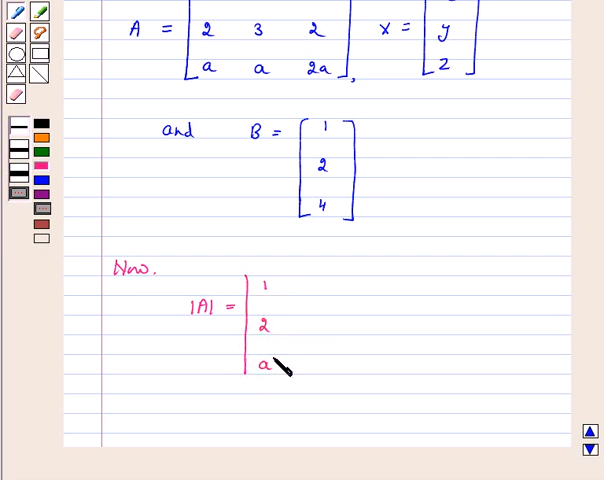 A = [ 2 3 2 X = [ y
a a 2a ], z ]
and B = [ 1
2
4 ]
Now,
|A| = | 1
2
a